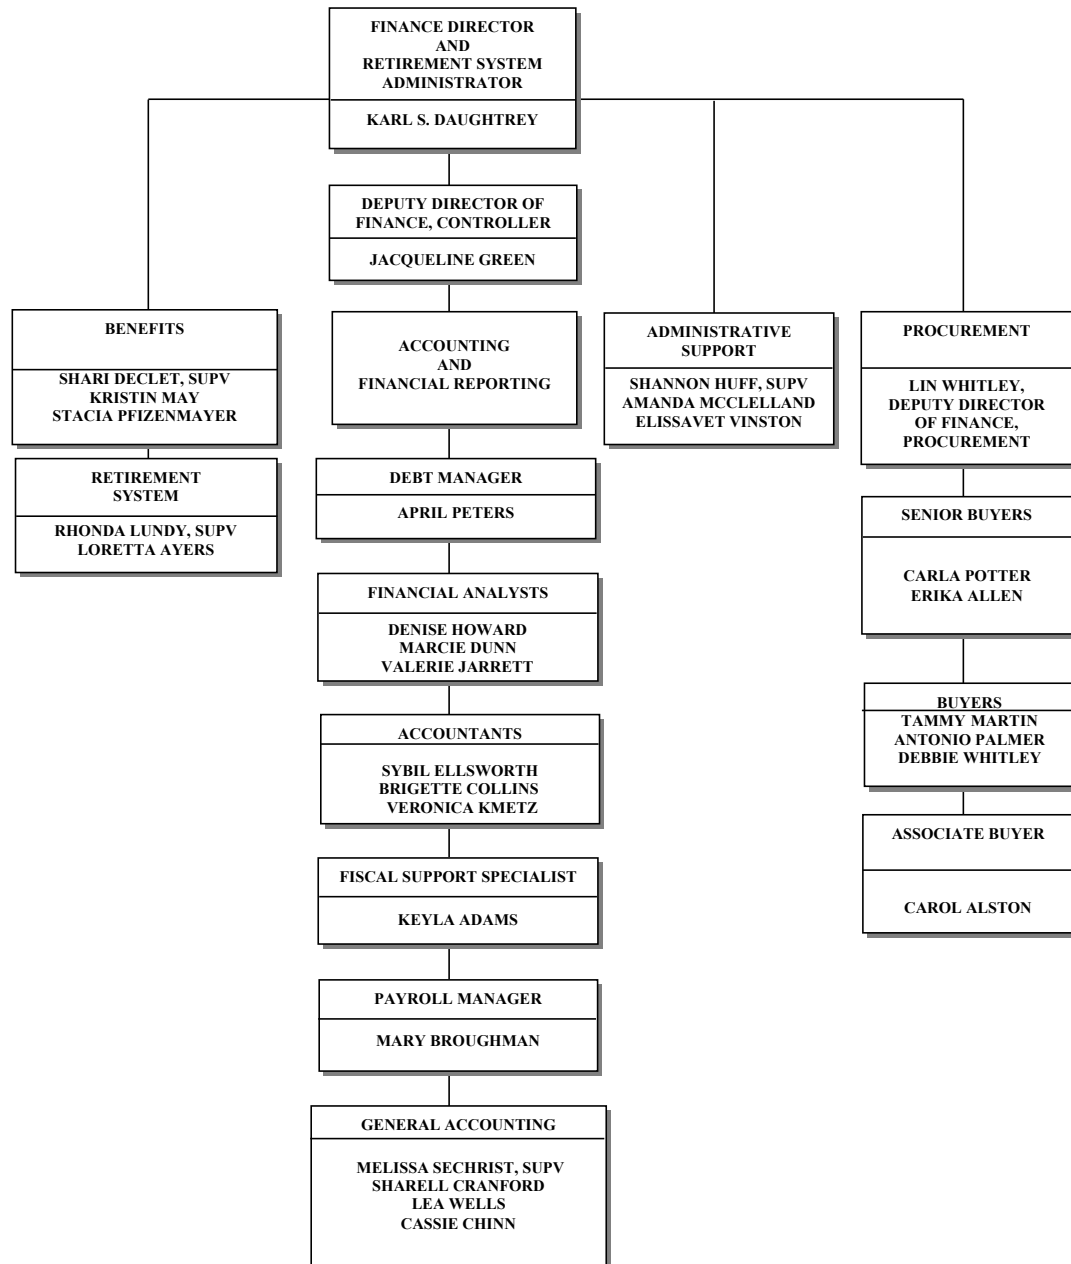 FINANCE DIRECTOR
AND
RETIREMENT SYSTEM
ADMINISTRATOR
KARL S. DAUGHTREY
DEPUTY DIRECTOR OF
FINANCE, CONTROLLER
JACQUELINE GREEN
BENEFITS
SHARI DECLET, SUPV
KRISTIN MAY
STACIA PFIZENMAYER
RETIREMENT
SYSTEM
RHONDA LUNDY, SUPV
LORETTA AYERS
ACCOUNTING
AND
FINANCIAL REPORTING
DEBT MANAGER
APRIL PETERS
FINANCIAL ANALYSTS
DENISE HOWARD
MARCIE DUNN
VALERIE JARRETT
ACCOUNTANTS
SYBIL ELLSWORTH
BRIGETTE COLLINS
VERONICA KMETZ
FISCAL SUPPORT SPECIALIST
KEYLA ADAMS
PAYROLL MANAGER
MARY BROUGHMAN
GENERAL ACCOUNTING
MELISSA SECHRIST, SUPV
SHARELL CRANFORD
LEA WELLS
CASSIE CHINN
ADMINISTRATIVE
SUPPORT
SHANNON HUFF, SUPV
AMANDA MCCLELLAND
ELISSAVET VINSTON
PROCUREMENT
LIN WHITLEY,
DEPUTY DIRECTOR
OF FINANCE,
PROCUREMENT
SENIOR BUYERS
CARLA POTTER
ERIKA ALLEN
BUYERS
TAMMY MARTIN
ANTONIO PALMER
DEBBIE WHITLEY
ASSOCIATE BUYER
CAROL ALSTON